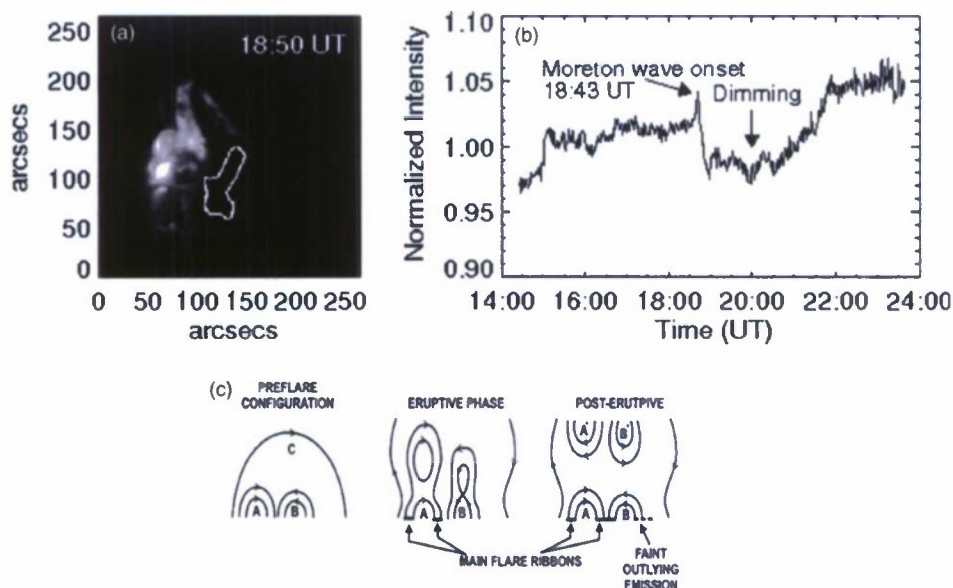 (a)
18:50 UT
250
200
150
100
50
0
arcsecs
0 50 100 150 200 250
arcsecs
(b)
1.10
1.05
1.00
0.95
0.90
Normalized Intensity
Moreton wave onset
18:43 UT
Dimming
14:00 16:00 18:00 20:00 22:00 24:00
Time (UT)
(c)
PREFLARE
CONFIGURATION
C
A B
ERUPTIVE PHASE
A B
POST-ERUTPIVE
A' B'
A B
MAIN FLARE RIBBONS
FAINT
OUTLYING
EMISSION